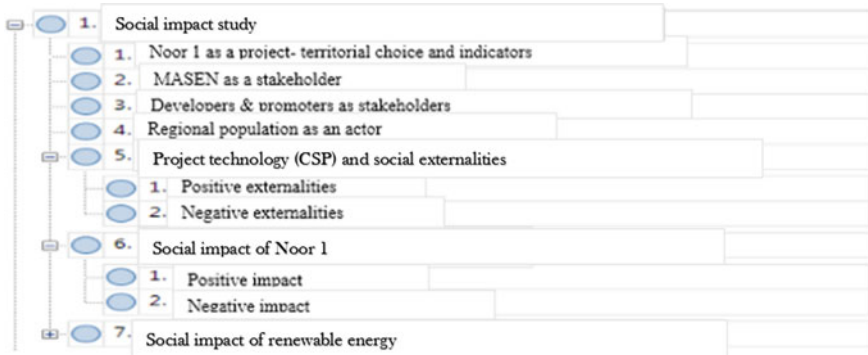 1. Social impact study
1. Noor 1 as a project- territorial choice and indicators
2. MASEN as a stakeholder
3. Developers & promoters as stakeholders
4. Regional population as an actor
5. Project technology (CSP) and social externalities
1. Positive externalities
2. Negative externalities
6. Social impact of Noor 1
1. Positive impact
2. Negative impact
7. Social impact of renewable energy